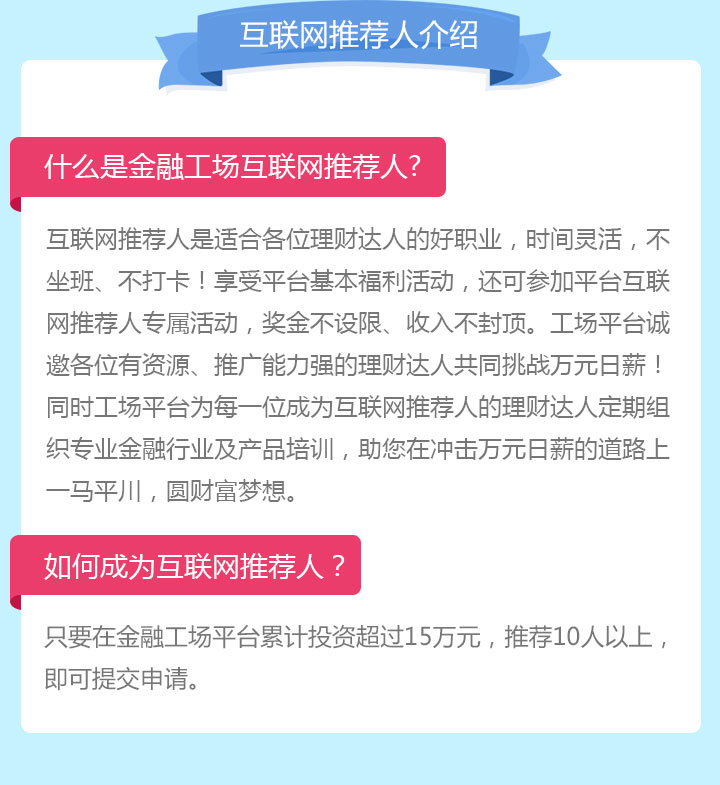 互联网推荐人介绍
什么是金融工场互联网推荐人?
互联网推荐人是适合各位理财达人的好职业，时间灵活，不
坐班、不打卡！享受平台基本福利活动，还可参加平台互联
网推荐人专属活动，奖金不设限、收入不封顶。工场平台诚
邀各位有资源、推广能力强的理财达人共同挑战万元日薪！
同时工场平台为每一位成为互联网推荐人的理财达人定期组
织专业金融行业及产品培训，助您在冲击万元日薪的道路上
一马平川，圆财富梦想。
如何成为互联网推荐人？
只要在金融工场平台累计投资超过15万元，推荐10人以上，
即可提交申请。